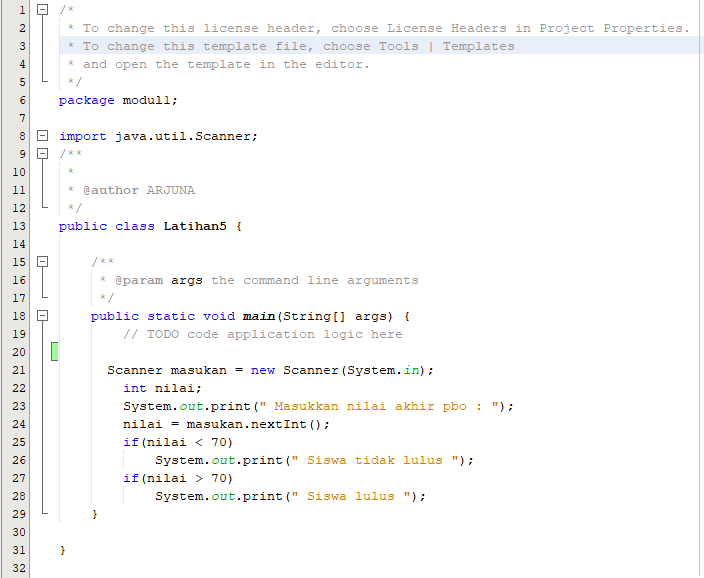 1 /*
2  * To change this license header, choose License Headers in Project Properties.
3  * To change this template file, choose Tools | Templates
4  * and open the template in the editor.
5  */
6 package modul1;
7
8 import java.util.Scanner;
9 /**
10  *
11  * @author ARJUNA
12  */
13 public class Latihan5 {
14
15     /**
16      * @param args the command line arguments
17      */
18     public static void main(String[] args) {
19         // TODO code application logic here
20
21       Scanner masukan = new Scanner(System.in);
22         int nilai;
23         System.out.print(" Masukkan nilai akhir pbo : ");
24         nilai = masukan.nextInt();
25         if(nilai < 70)
26             System.out.print(" Siswa tidak lulus ");
27         if(nilai > 70)
28             System.out.print(" Siswa lulus ");
29     }
30
31 }
32